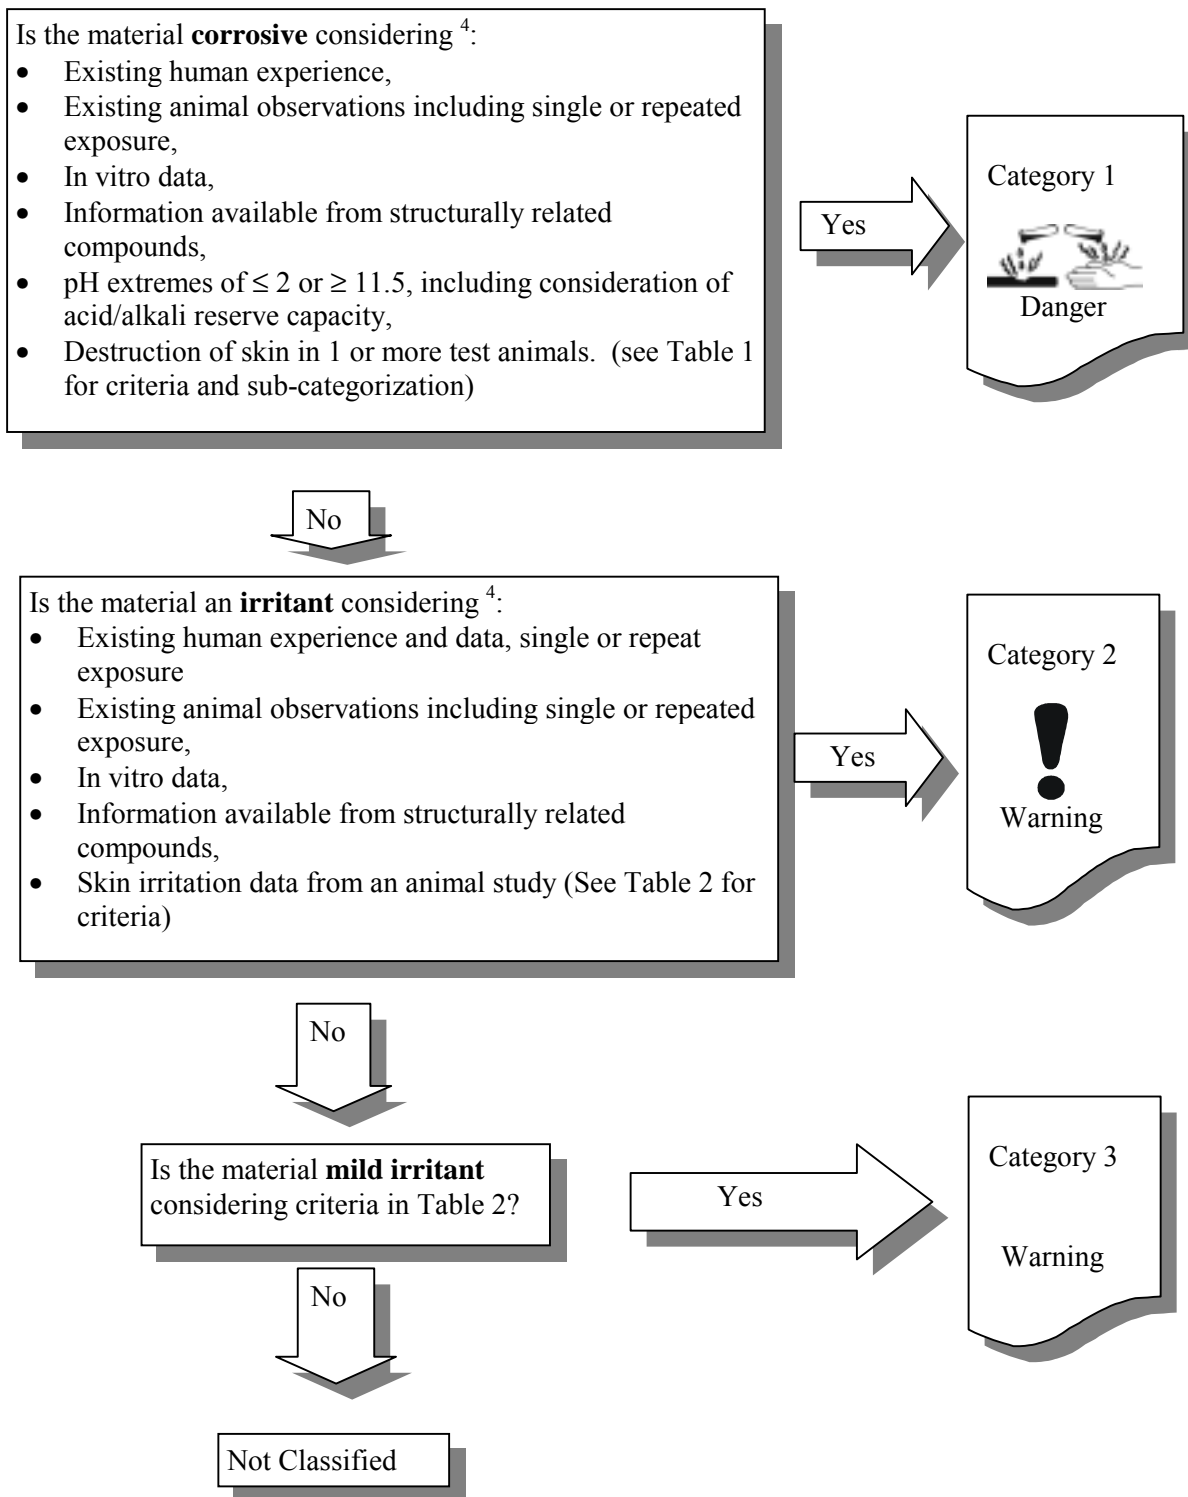 Is the material corrosive considering 4:
• Existing human experience,
• Existing animal observations including single or repeated
exposure,
• In vitro data,
• Information available from structurally related
compounds,
• pH extremes of ≤ 2 or ≥ 11.5, including consideration of
acid/alkali reserve capacity,
• Destruction of skin in 1 or more test animals. (see Table 1
for criteria and sub-categorization)
Yes
Category 1
Danger
No
Is the material an irritant considering 4:
• Existing human experience and data, single or repeat
exposure
• Existing animal observations including single or repeated
exposure,
• In vitro data,
• Information available from structurally related
compounds,
• Skin irritation data from an animal study (See Table 2 for
criteria)
Yes
Category 2
!
Warning
No
Is the material mild irritant
considering criteria in Table 2?
Yes
Category 3
Warning
No
Not Classified